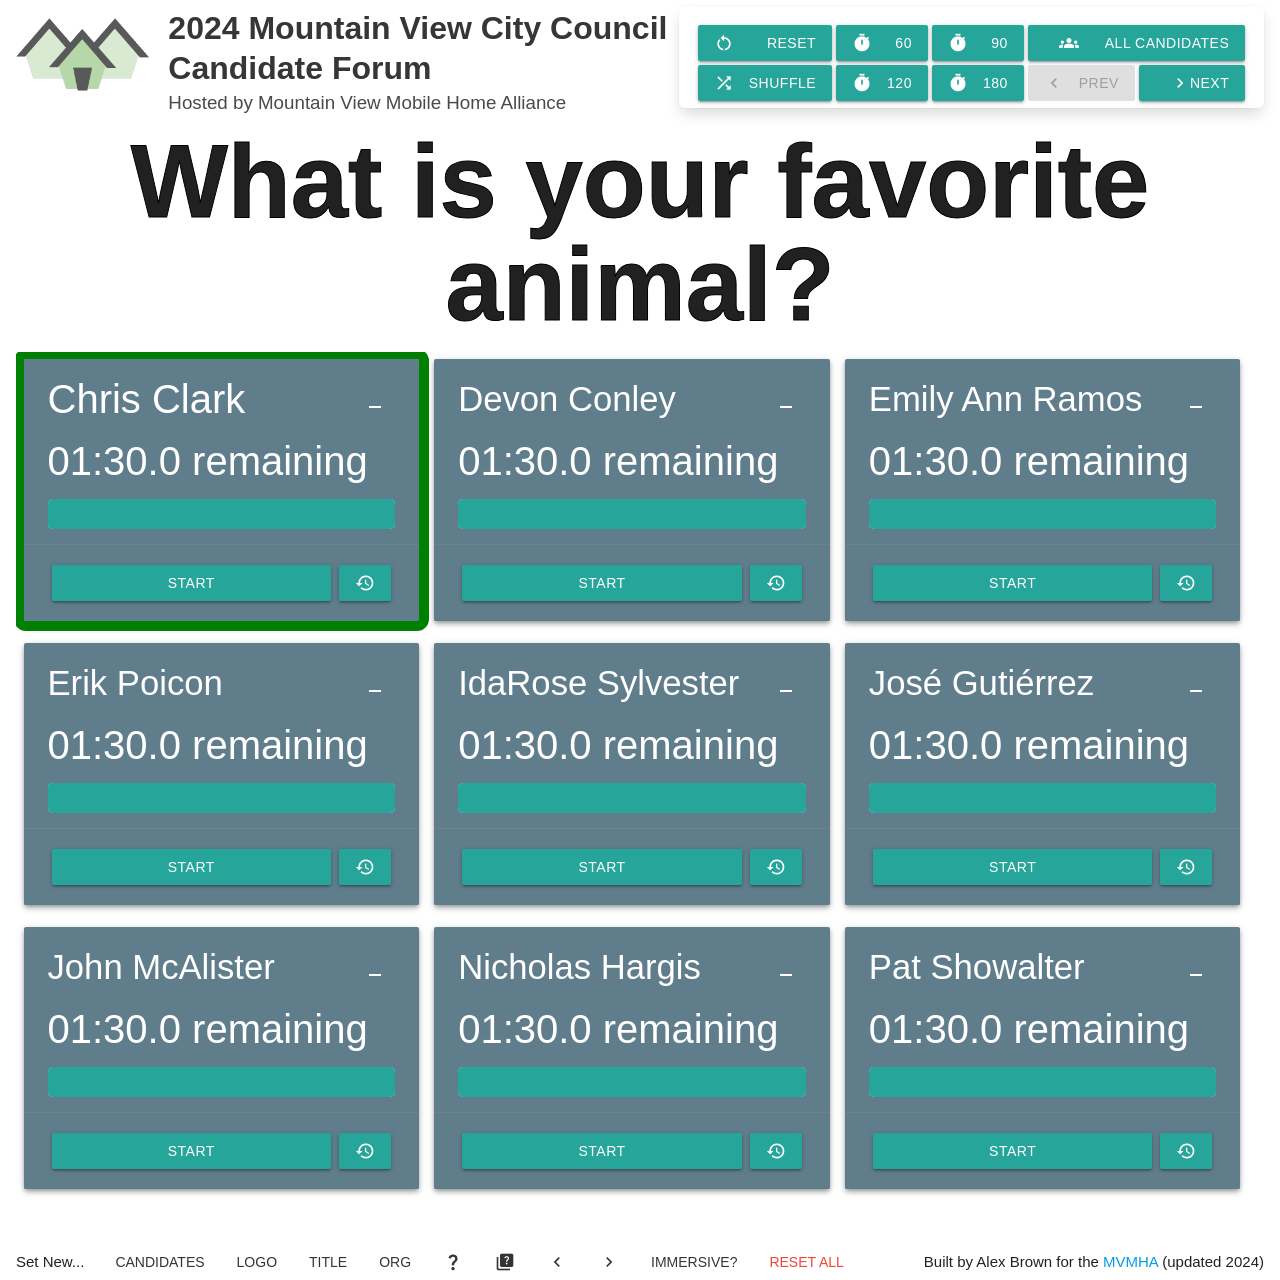 2024 Mountain View City Council
Candidate Forum
Hosted by Mountain View Mobile Home Alliance
RESET 60 90 ALL CANDIDATES
SHUFFLE 120 180 PREV NEXT
What is your favorite
animal?
Chris Clark
01:30.0 remaining
START
Devon Conley
01:30.0 remaining
START
Emily Ann Ramos
01:30.0 remaining
START
Erik Poicon
01:30.0 remaining
START
IdaRose Sylvester
01:30.0 remaining
START
José Gutiérrez
01:30.0 remaining
START
John McAlister
01:30.0 remaining
START
Nicholas Hargis
01:30.0 remaining
START
Pat Showalter
01:30.0 remaining
START
Set New... CANDIDATES LOGO TITLE ORG IMMERSIVE? RESET ALL Built by Alex Brown for the MVMHA (updated 2024)